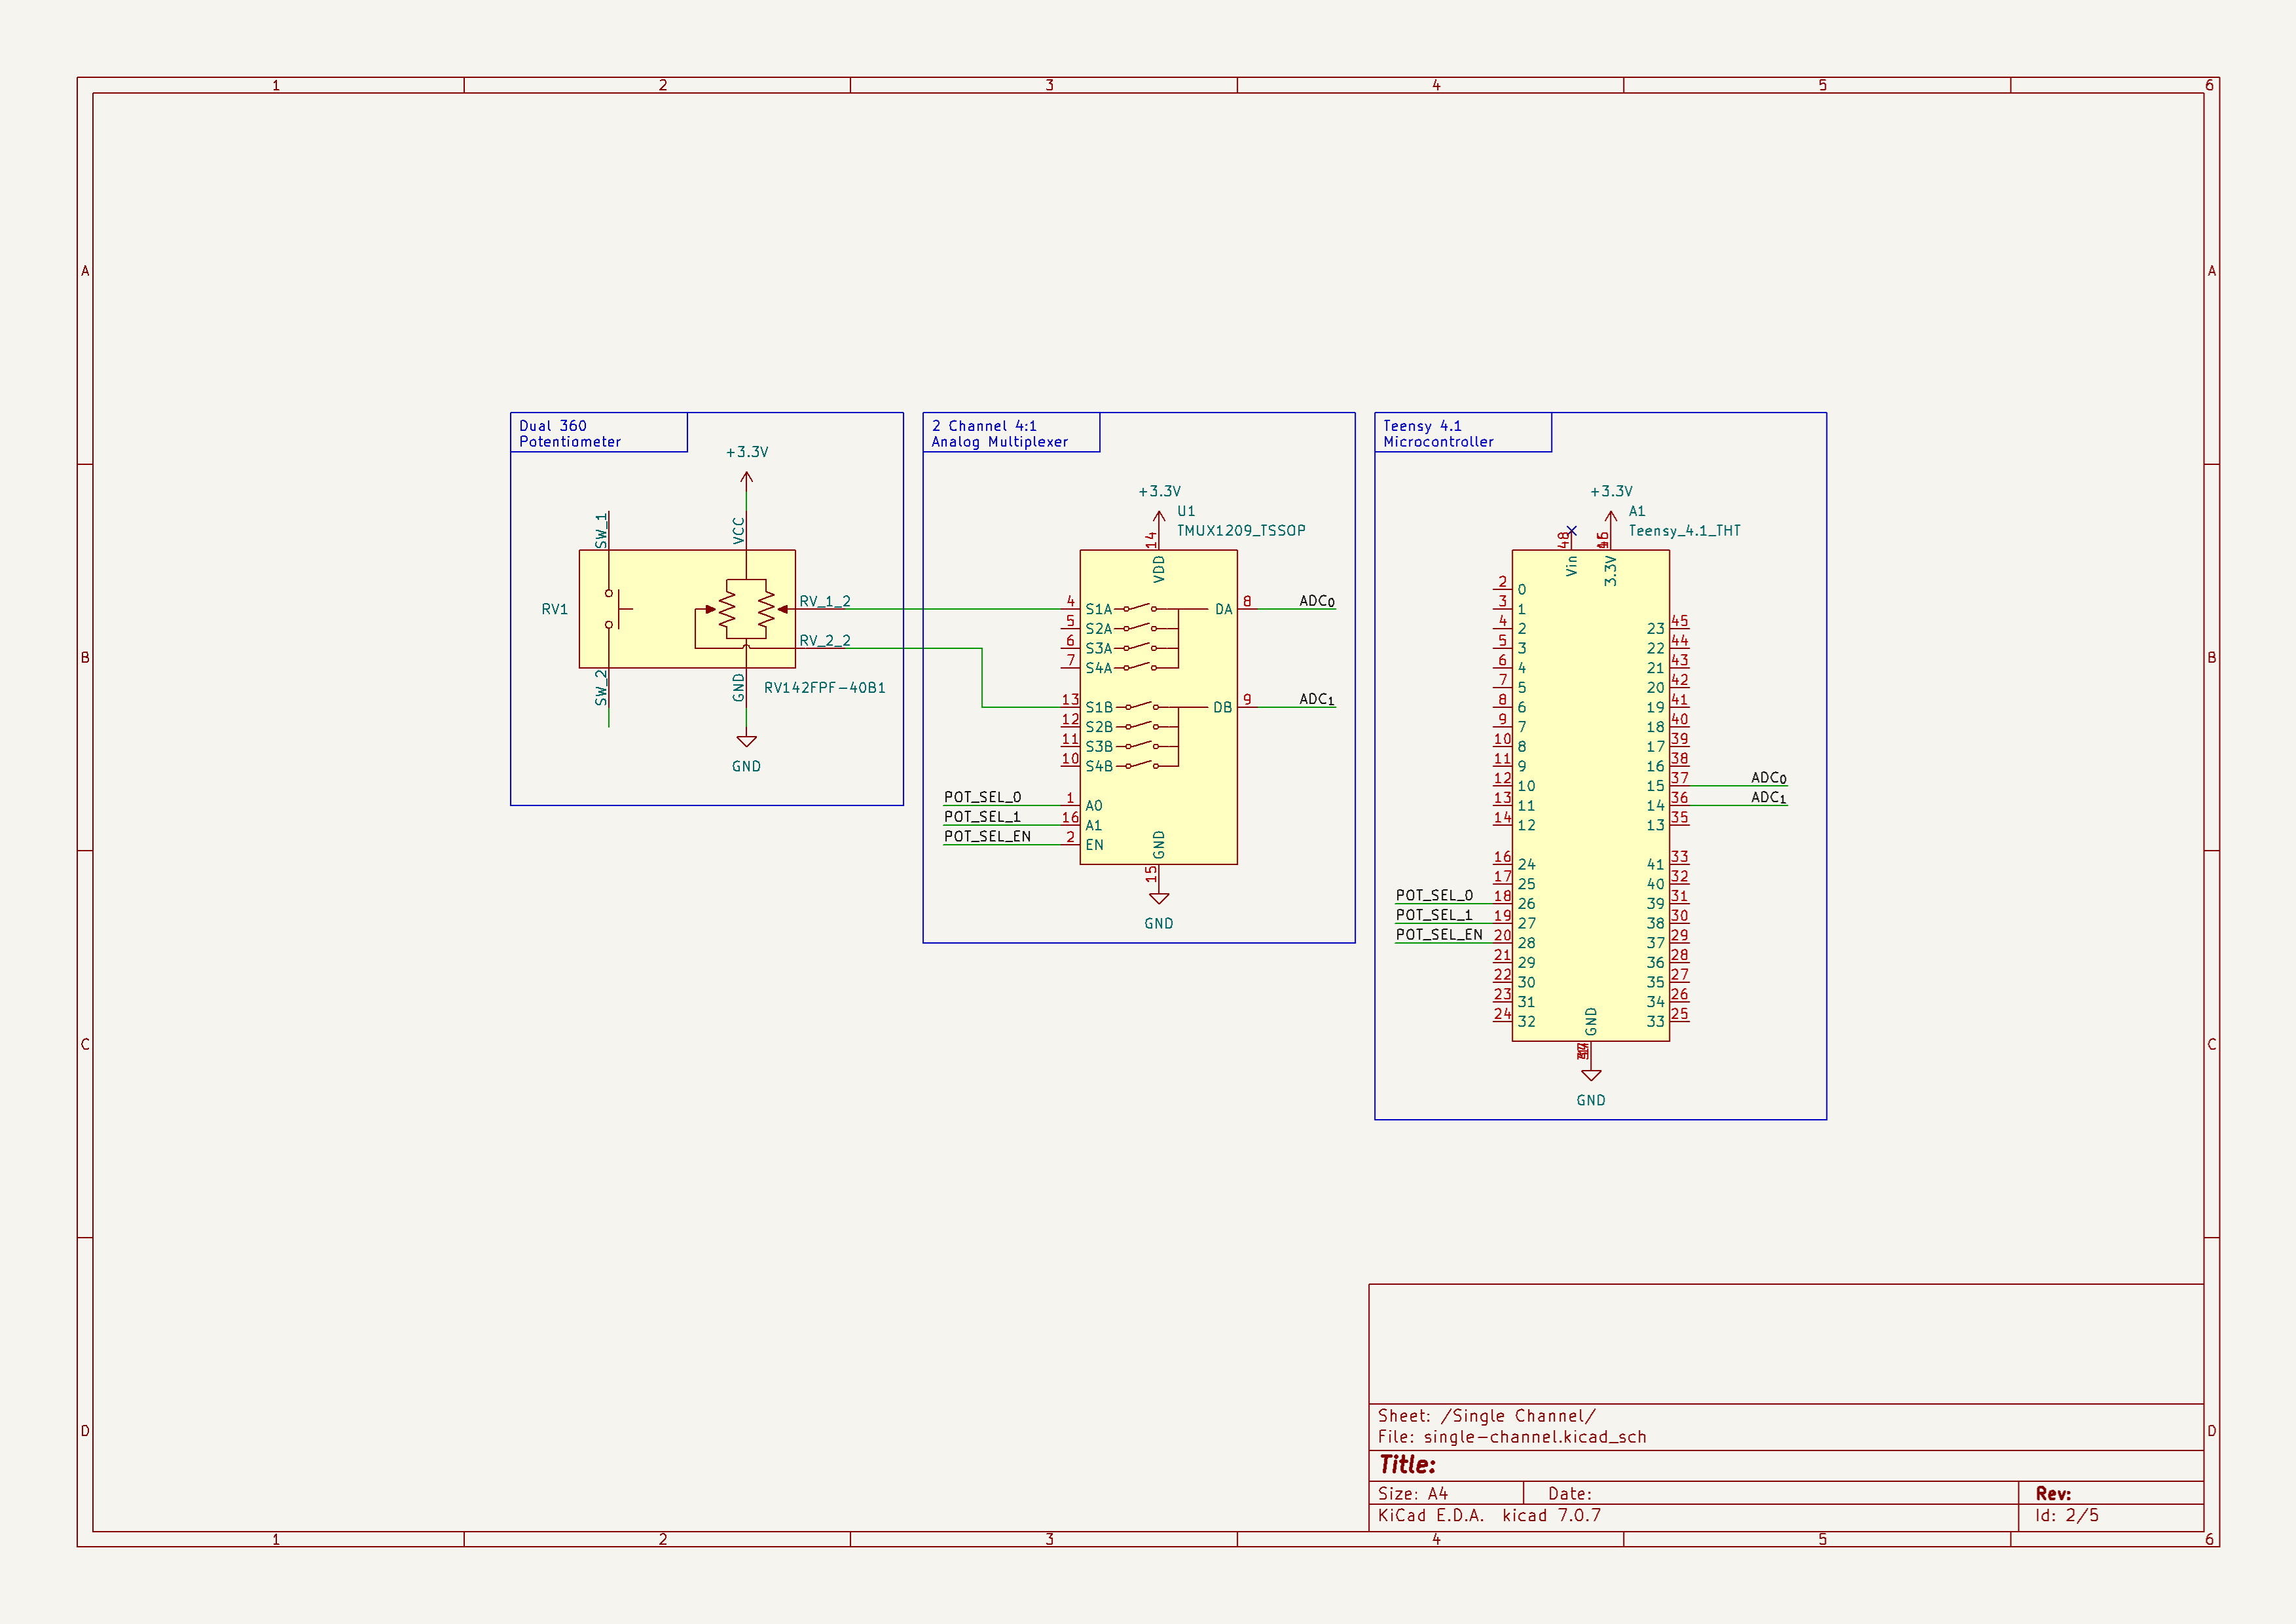 1 2 3 4 5 6
A A
B B
C C
D D
1 2 3 4 5 6
Dual 360
Potentiometer
+3.3V
SW_1
VCC
RV1
RV_1_2
RV_2_2
SW_2
GND
RV142FPF-40B1
GND
2 Channel 4:1
Analog Multiplexer
+3.3V
U1
TMUX1209_TSSOP
14
VDD
4 S1A DA 8 ADC0
5 S2A
6 S3A
7 S4A
13 S1B DB 9 ADC1
12 S2B
11 S3B
10 S4B
POT_SEL_0 1 A0
POT_SEL_1 16 A1
POT_SEL_EN 2 EN
GND
15
GND
Teensy 4.1
Microcontroller
+3.3V
A1
Teensy_4.1_THT
48
Vin 3.3V
2 0
3 1
4 2 23 45
5 3 22 44
6 4 21 43
7 5 20 42
8 6 19 41
9 7 18 40
10 8 17 39
11 9 16 38
12 10 15 37 ADC0
13 11 14 36 ADC1
14 12 13 35
16 24 41 33
17 25 40 32
POT_SEL_0 18 26 39 31
POT_SEL_1 19 27 38 30
POT_SEL_EN 20 28 37 29
21 29 36 28
22 30 35 27
23 31 34 26
24 32 33 25
GND
GND
Sheet: /Single Channel/
File: single-channel.kicad_sch
Title:
Size: A4 Date: Rev:
KiCad E.D.A. kicad 7.0.7 Id: 2/5